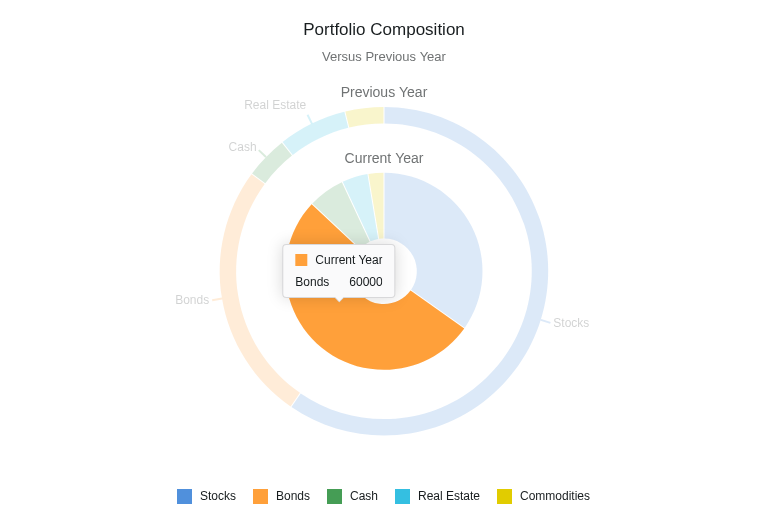 Portfolio Composition
Versus Previous Year
Previous Year
Real Estate
Cash
Current Year
Current Year
Bonds 60000
Bonds
Stocks
Stocks Bonds Cash Real Estate Commodities